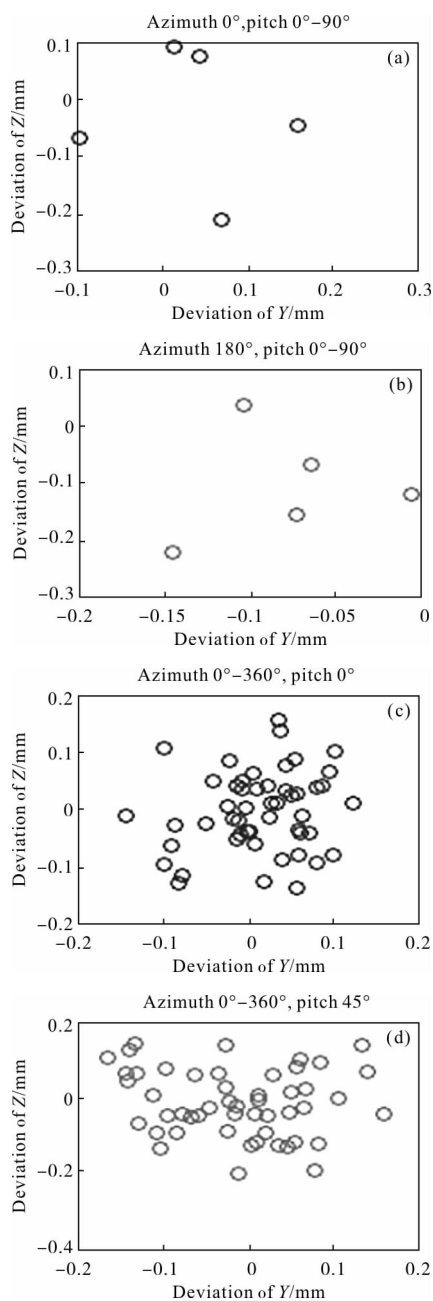 Azimuth 0°,pitch 0°−90°
(a)
Deviation of Z/mm
0.1
0
−0.1
−0.2
−0.3
−0.1 0 0.1 0.2 0.3
Deviation of Y/mm
Azimuth 180°, pitch 0°−90°
(b)
Deviation of Z/mm
0.1
0
−0.1
−0.2
−0.3
−0.2 −0.15 −0.1 −0.05 0
Deviation of Y/mm
Azimuth 0°−360°, pitch 0°
(c)
Deviation of Z/mm
0.2
0.1
0
−0.1
−0.2
−0.2 −0.1 0 0.1 0.2
Deviation of Y/mm
Azimuth 0°−360°, pitch 45°
(d)
Deviation of Z/mm
0.2
0
−0.2
−0.4
−0.2 −0.1 0 0.1 0.2
Deviation of Y/mm